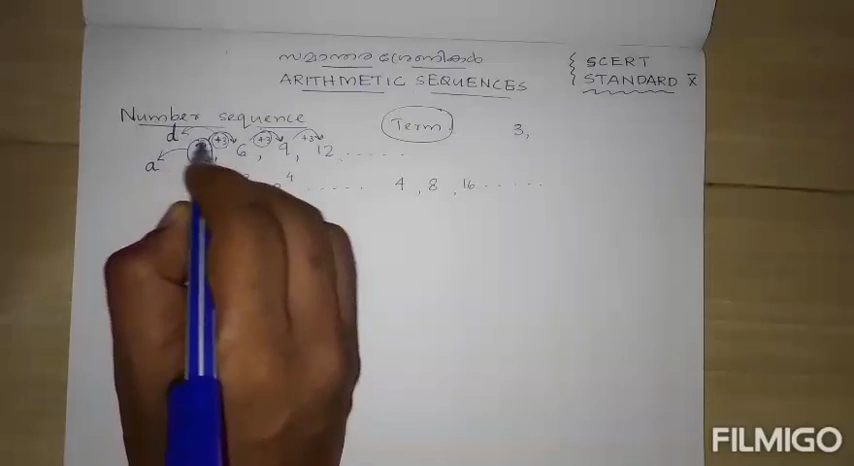 സമാന്തര ശ്രേണികൾ
ARITHMETIC SEQUENCES
SCERT
STANDARD X
Number sequence
Term
3,
d +3 +3 +3
6, 9, 12 ......
a
4 ...... 4, 8, 16 ......
FILMIGO